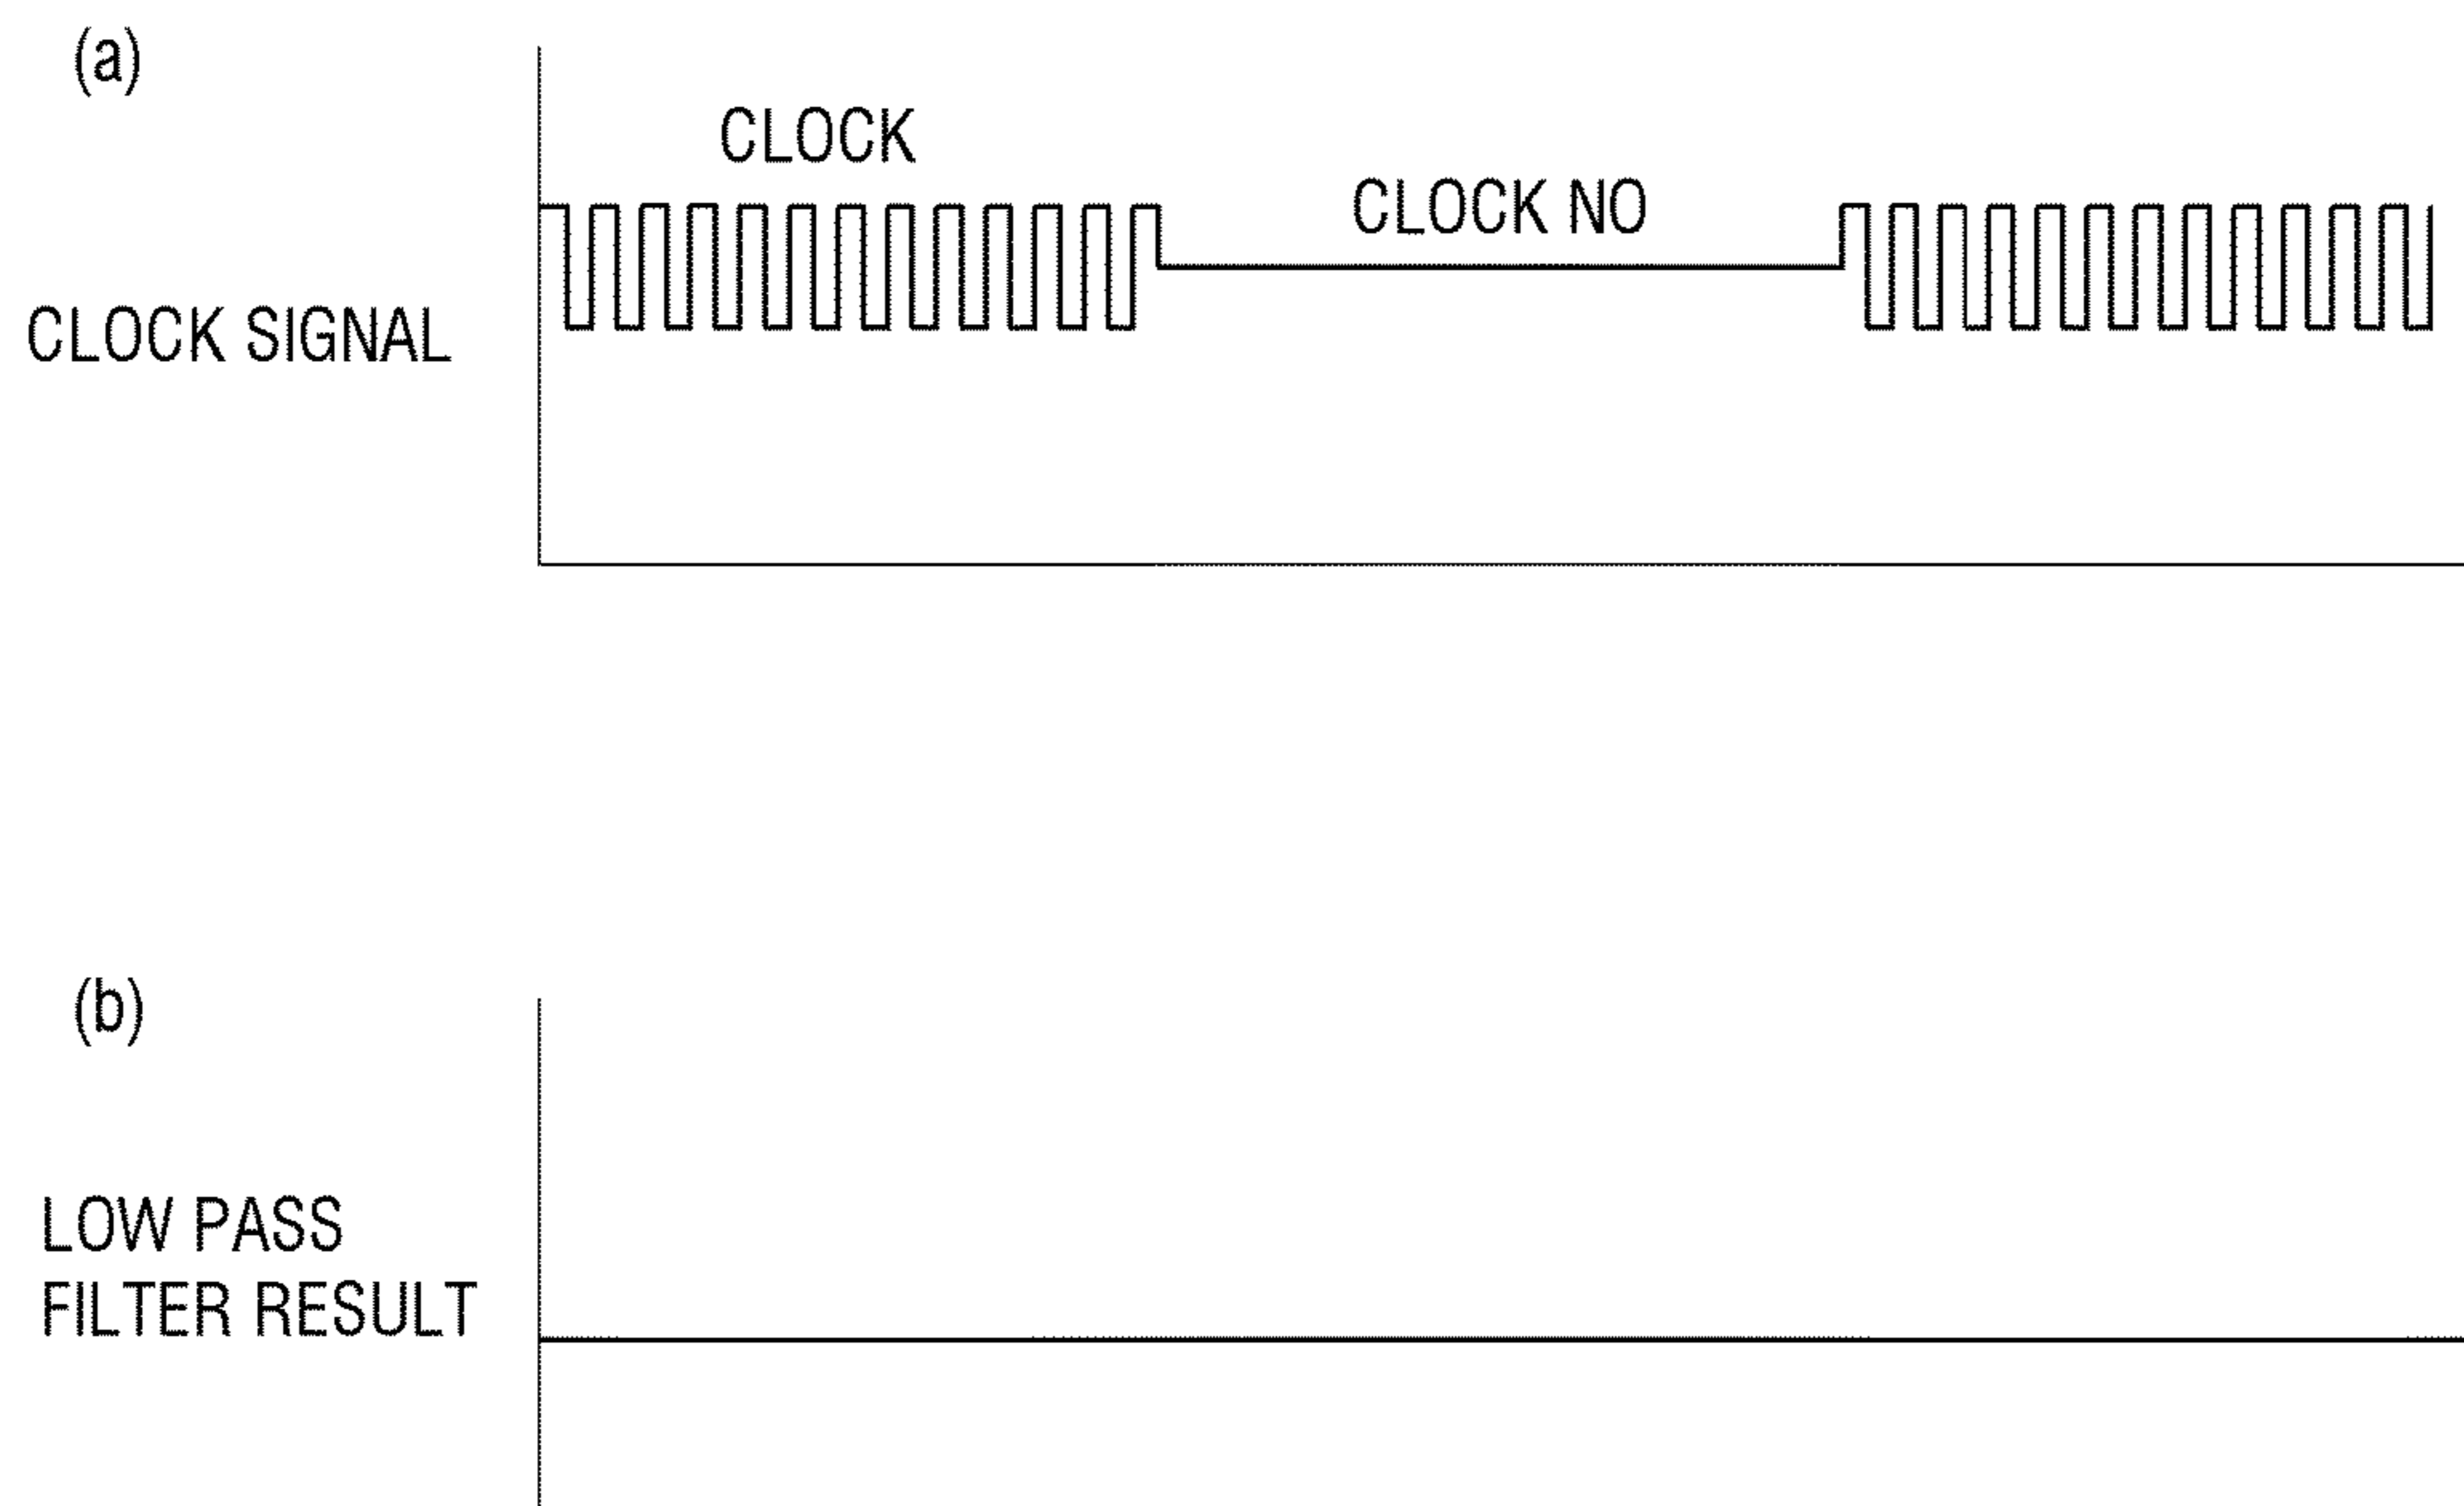 (a)
CLOCK
CLOCK NO
CLOCK SIGNAL
(b)
LOW PASS
FILTER RESULT